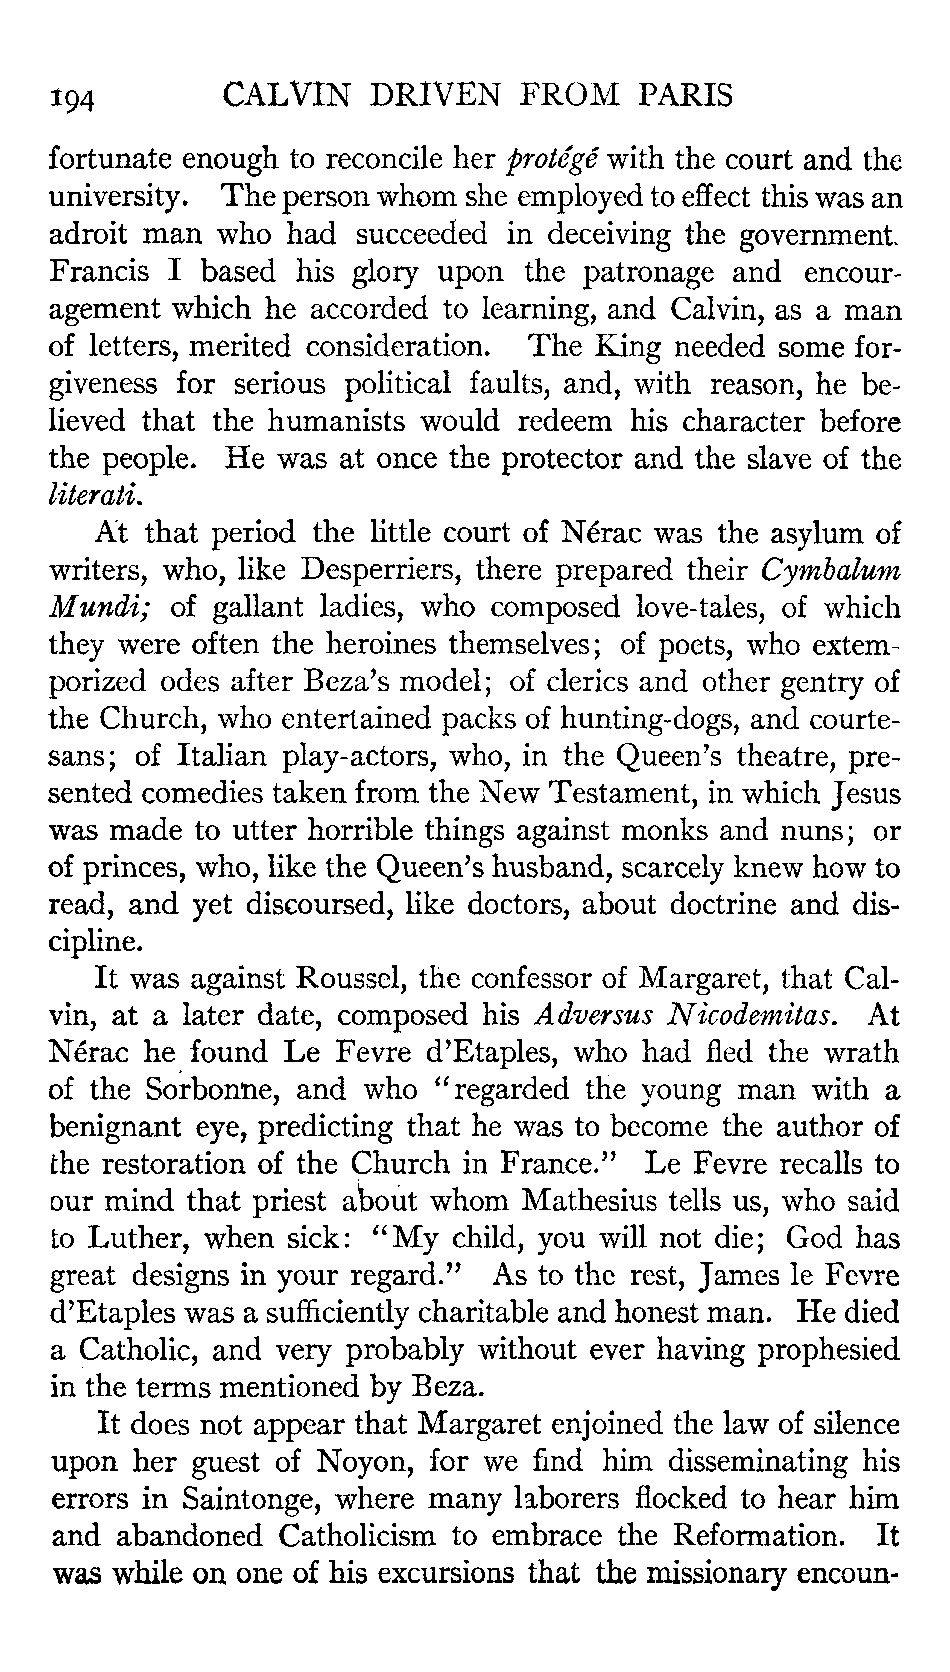 194 CALVIN DRIVEN FROM PARIS
fortunate enough to reconcile her protégé with the court and the
university. The person whom she employed to effect this was an
adroit man who had succeeded in deceiving the government.
Francis I based his glory upon the patronage and encour-
agement which he accorded to learning, and Calvin, as a man
of letters, merited consideration. The King needed some for-
giveness for serious political faults, and, with reason, he be-
lieved that the humanists would redeem his character before
the people. He was at once the protector and the slave of the
literati.
At that period the little court of Nérac was the asylum of
writers, who, like Desperriers, there prepared their Cymbalum
Mundi; of gallant ladies, who composed love-tales, of which
they were often the heroines themselves; of poets, who extem-
porized odes after Beza's model; of clerics and other gentry of
the Church, who entertained packs of hunting-dogs, and courte-
sans; of Italian play-actors, who, in the Queen's theatre, pre-
sented comedies taken from the New Testament, in which Jesus
was made to utter horrible things against monks and nuns; or
of princes, who, like the Queen's husband, scarcely knew how to
read, and yet discoursed, like doctors, about doctrine and dis-
cipline.
It was against Roussel, the confessor of Margaret, that Cal-
vin, at a later date, composed his Adversus Nicodemitas. At
Nérac he found Le Fevre d'Etaples, who had fled the wrath
of the Sorbonne, and who "regarded the young man with a
benignant eye, predicting that he was to become the author of
the restoration of the Church in France." Le Fevre recalls to
our mind that priest about whom Mathesius tells us, who said
to Luther, when sick: "My child, you will not die; God has
great designs in your regard." As to the rest, James le Fevre
d'Etaples was a sufficiently charitable and honest man. He died
a Catholic, and very probably without ever having prophesied
in the terms mentioned by Beza.
It does not appear that Margaret enjoined the law of silence
upon her guest of Noyon, for we find him disseminating his
errors in Saintonge, where many laborers flocked to hear him
and abandoned Catholicism to embrace the Reformation. It
was while on one of his excursions that the missionary encoun-